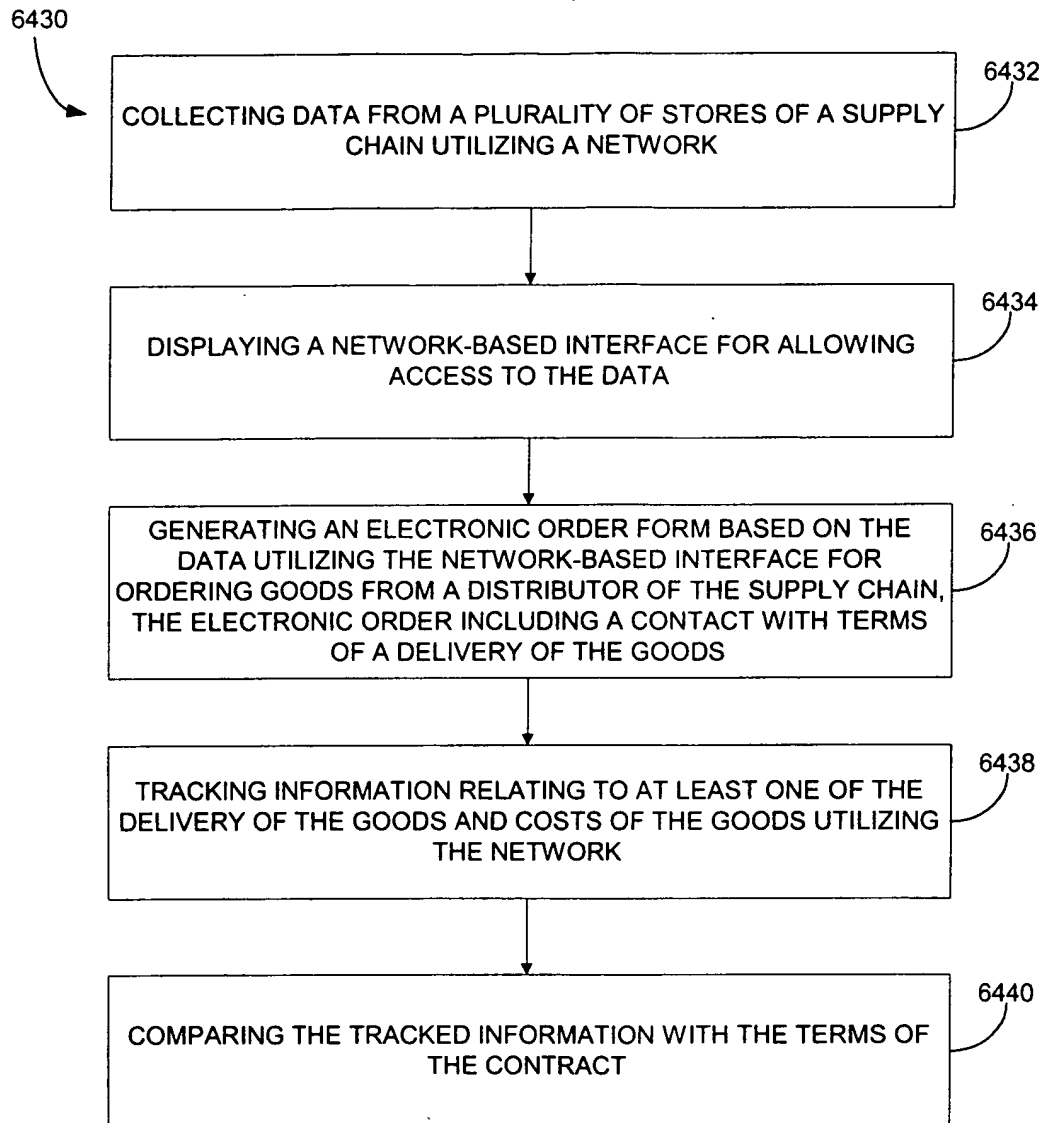 6430
6432
COLLECTING DATA FROM A PLURALITY OF STORES OF A SUPPLY
CHAIN UTILIZING A NETWORK
6434
DISPLAYING A NETWORK-BASED INTERFACE FOR ALLOWING
ACCESS TO THE DATA
6436
GENERATING AN ELECTRONIC ORDER FORM BASED ON THE
DATA UTILIZING THE NETWORK-BASED INTERFACE FOR
ORDERING GOODS FROM A DISTRIBUTOR OF THE SUPPLY CHAIN,
THE ELECTRONIC ORDER INCLUDING A CONTACT WITH TERMS
OF A DELIVERY OF THE GOODS
6438
TRACKING INFORMATION RELATING TO AT LEAST ONE OF THE
DELIVERY OF THE GOODS AND COSTS OF THE GOODS UTILIZING
THE NETWORK
6440
COMPARING THE TRACKED INFORMATION WITH THE TERMS OF
THE CONTRACT